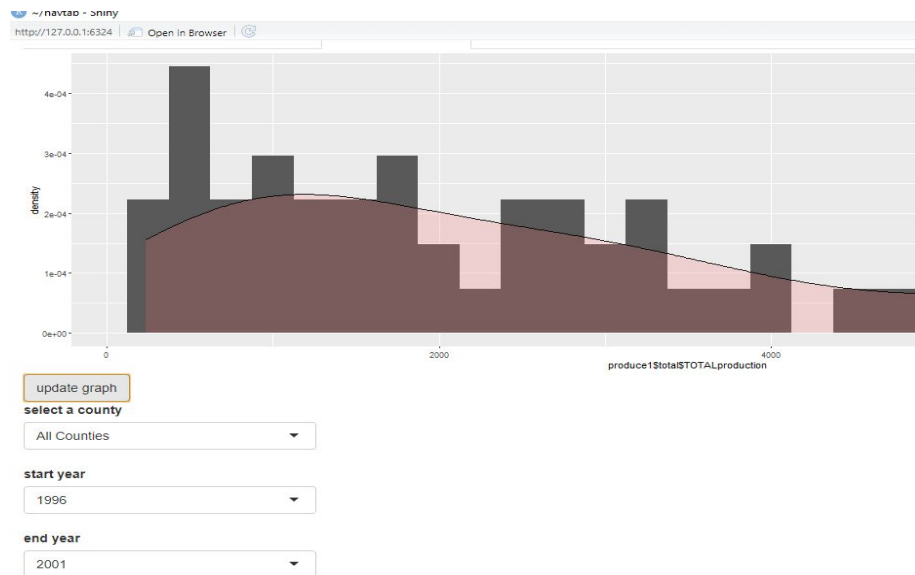 ~/navtab - Shiny
http://127.0.0.1:6324 Open in Browser
4e-04
3e-04
2e-04
1e-04
0e+00
density
0 2000 4000
produce1$total$TOTALproduction
update graph
select a county
All Counties
start year
1996
end year
2001